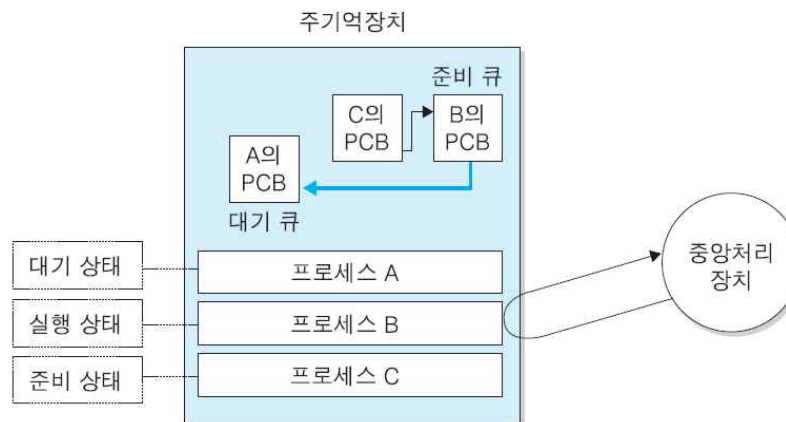 주기억장치
준비 큐
C의
PCB
B의
PCB
A의
PCB
대기 큐
대기 상태
프로세스 A
중앙처리
장치
실행 상태
프로세스 B
준비 상태
프로세스 C